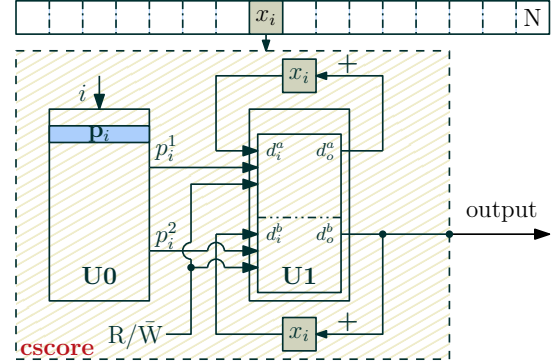 x_i
N
x_i
+
i
p_i
p_i^1
d_i^a
d_o^a
p_i^2
d_i^b
d_o^b
output
U0
U1
R/W̄
x_i
+
cscore